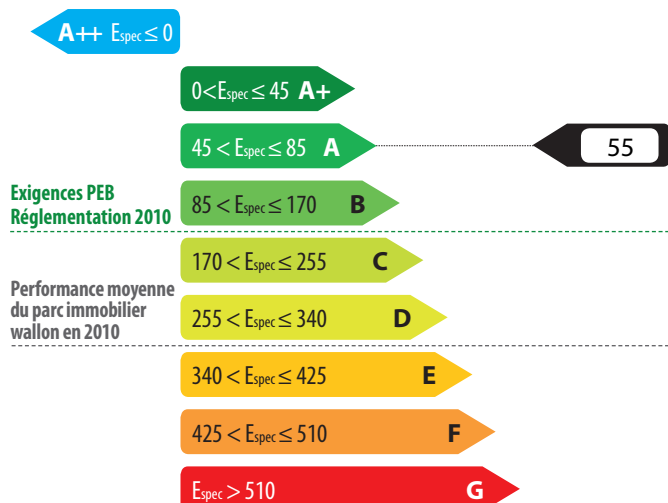 A++ Espec ≤ 0
0<Espec ≤ 45 A+
45 < Espec ≤ 85 A
55
Exigences PEB
Réglementation 2010
85 < Espec ≤ 170 B
170 < Espec ≤ 255 C
Performance moyenne
du parc immobilier
wallon en 2010
255 < Espec ≤ 340 D
340 < Espec ≤ 425 E
425 < Espec ≤ 510 F
Espec > 510 G